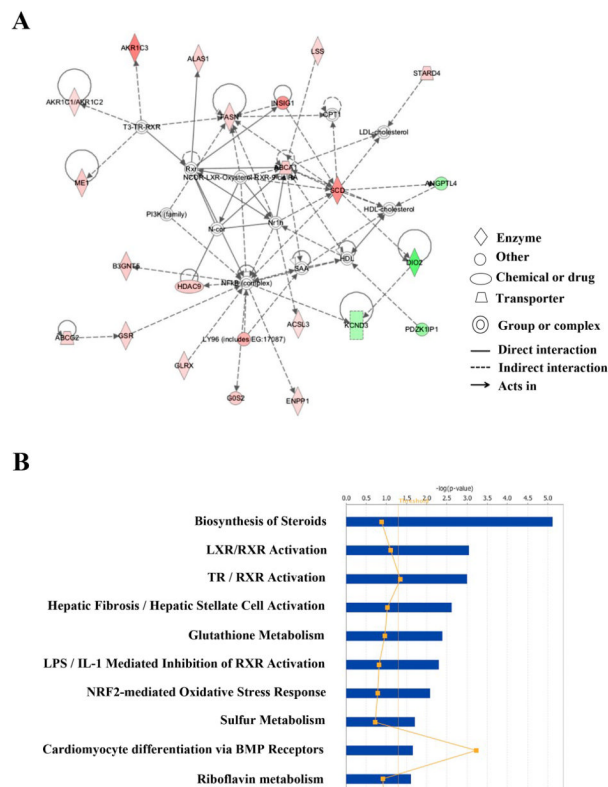 A
AKR1C3
ALAS1
LSS
STARD4
AKR1C1/AKR1C2
FASN
INSIG1
CPT1
T3-TR-RXR
LDL-cholesterol
Rxr
ABCA1
ME1
NCOR-LXR-Oxysterol-RXR-9
SCD
ANGPTL4
HDL-cholesterol
PI3K (family)
N-cor
Nr1h
Enzyme
Other
Chemical or drug
Transporter
Group or complex
Direct interaction
Indirect interaction
Acts in
B3GNT5
SAA
HDL
DIO2
HDAC9
NFkB (complex)
ABCG2
GSR
LY96 (includes EG:17087)
ACSL3
KCND3
PDZK1IP1
GLRX
G0S2
ENPP1
B
-log(p-value)
0.0 0.5 1.0 1.5 2.0 2.5 3.0 3.5 4.0 4.5 5.0
Threshold
Biosynthesis of Steroids
LXR/RXR Activation
TR / RXR Activation
Hepatic Fibrosis / Hepatic Stellate Cell Activation
Glutathione Metabolism
LPS / IL-1 Mediated Inhibition of RXR Activation
NRF2-mediated Oxidative Stress Response
Sulfur Metabolism
Cardiomyocyte differentiation via BMP Receptors
Riboflavin metabolism